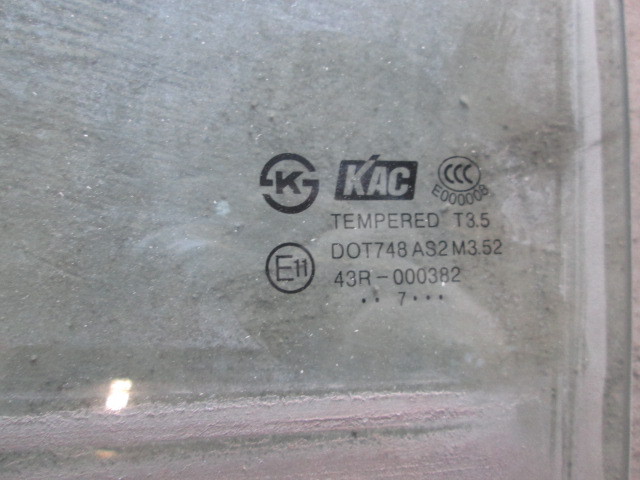 K KAC CCC
E000008
TEMPERED T3.5
DOT748 AS2 M3.52
E11 43R-000382
•• 7•••